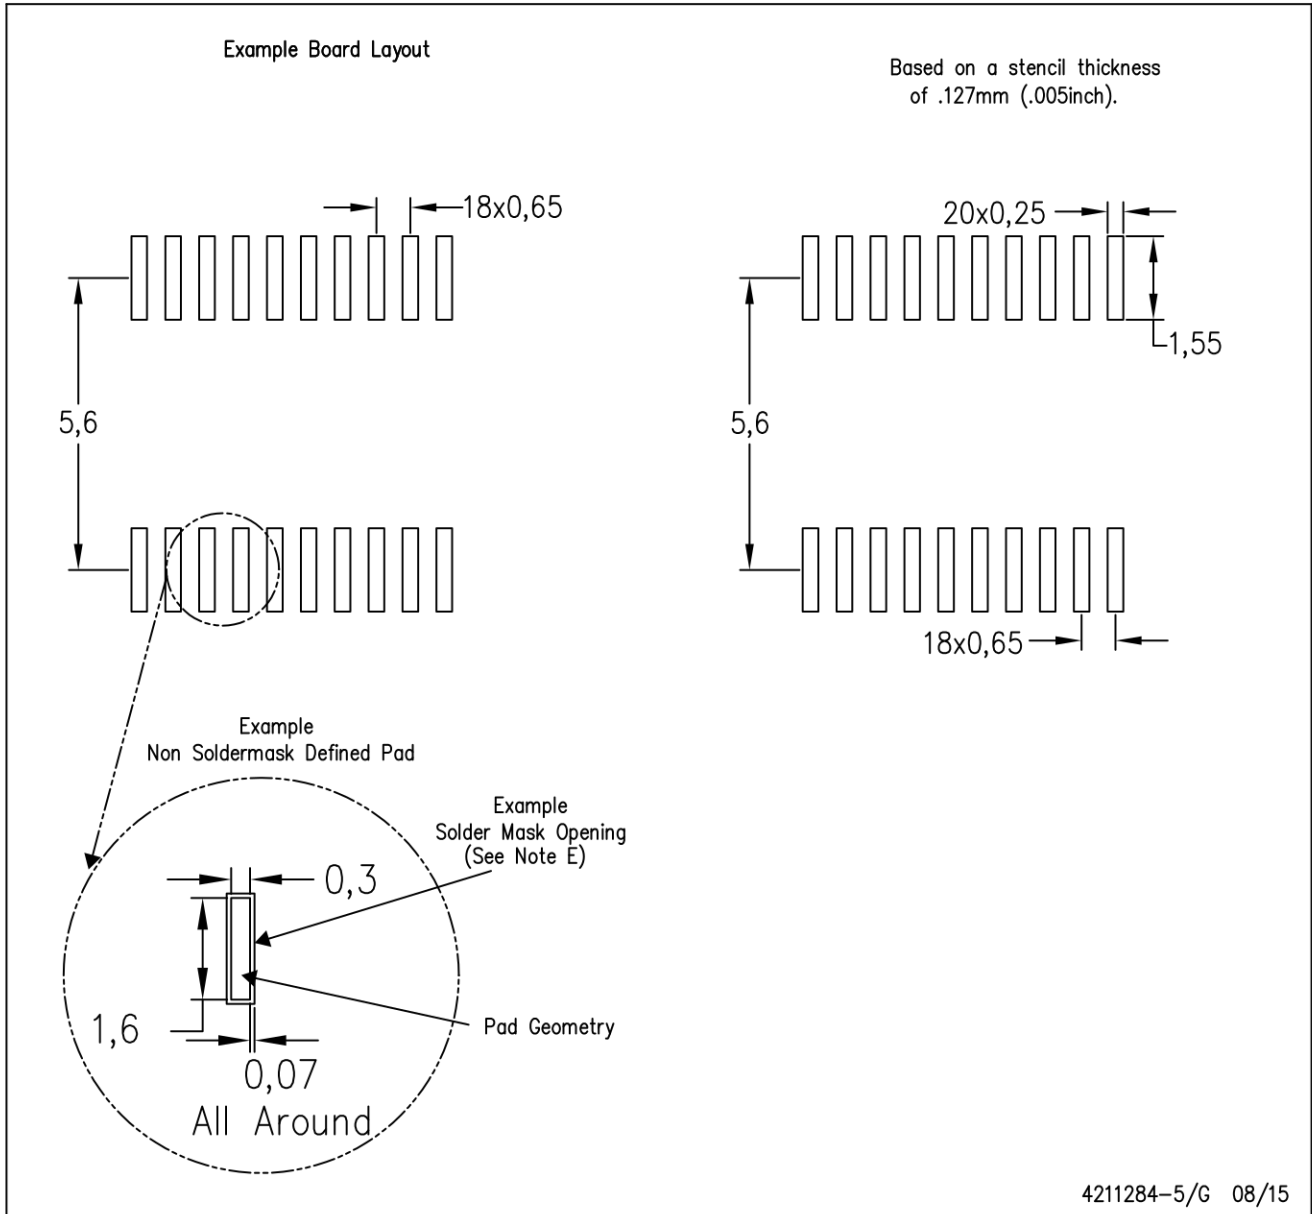 Example Board Layout
Based on a stencil thickness
of .127mm (.005inch).
18x0,65
20x0,25
1,55
5,6
5,6
18x0,65
Example
Non Soldermask Defined Pad
Example
Solder Mask Opening
(See Note E)
0,3
1,6
Pad Geometry
0,07
All Around
4211284-5/G 08/15